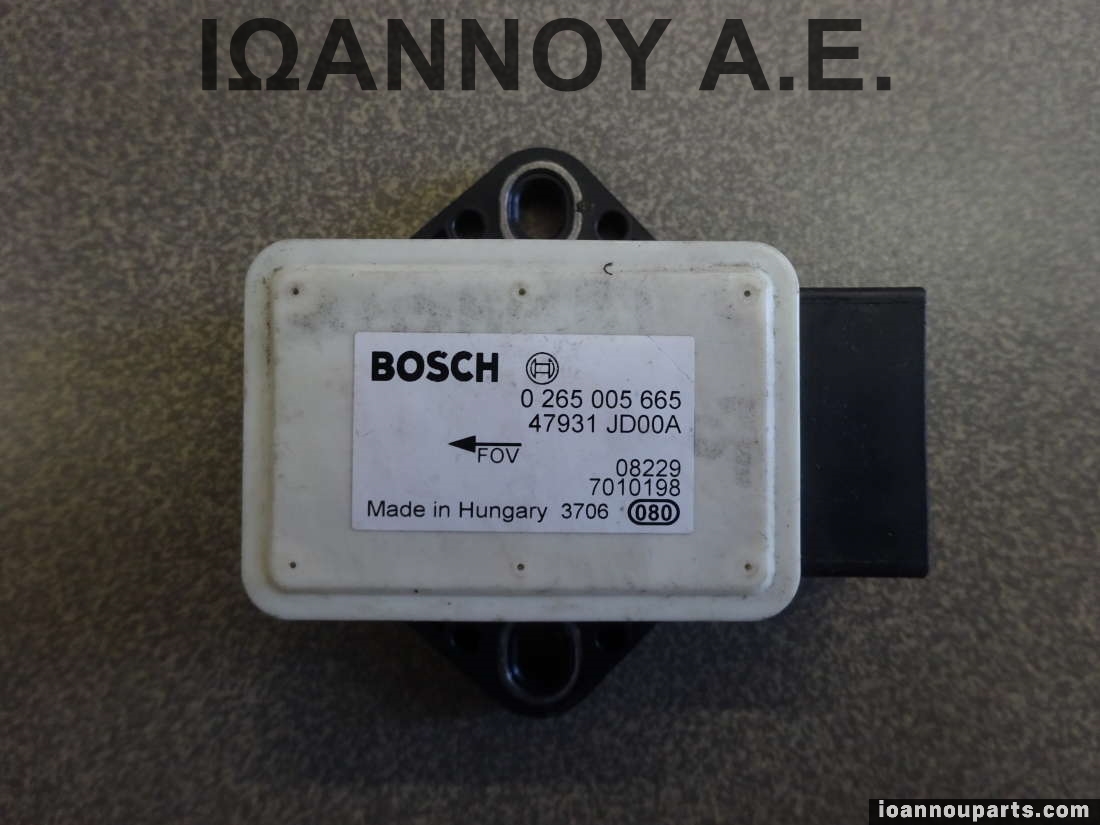 ΙΩΑΝΝΟΥ Α.Ε.
BOSCH
0 265 005 665
47931 JD00A
FOV
08229
7010198
Made in Hungary 3706 080
ioannouparts.com